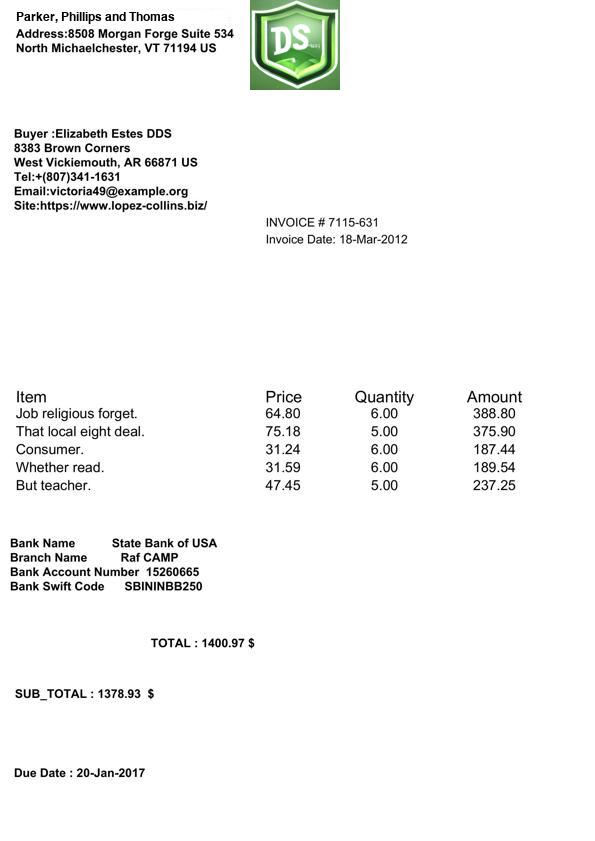 Parker, Phillips and Thomas
Address:8508 Morgan Forge Suite 534
North Michaelchester, VT 71194 US
DS
Buyer :Elizabeth Estes DDS
8383 Brown Corners
West Vickiemouth, AR 66871 US
Tel:+(807)341-1631
Email:victoria49@example.org
Site:https://www.lopez-collins.biz/
INVOICE # 7115-631
Invoice Date: 18-Mar-2012
Item Price Quantity Amount
Job religious forget. 64.80 6.00 388.80
That local eight deal. 75.18 5.00 375.90
Consumer. 31.24 6.00 187.44
Whether read. 31.59 6.00 189.54
But teacher. 47.45 5.00 237.25
Bank Name State Bank of USA
Branch Name Raf CAMP
Bank Account Number 15260665
Bank Swift Code SBININBB250
TOTAL : 1400.97 $
SUB_TOTAL : 1378.93 $
Due Date : 20-Jan-2017